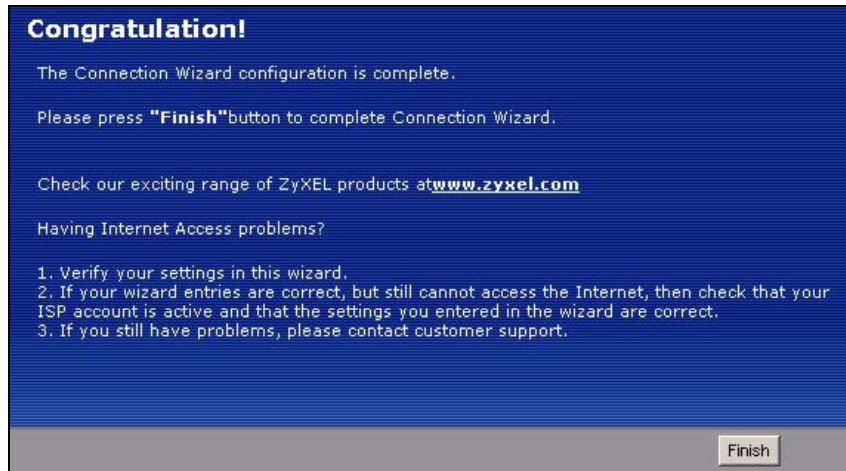 Congratulation!
The Connection Wizard configuration is complete.
Please press "Finish"button to complete Connection Wizard.
Check our exciting range of ZyXEL products atwww.zyxel.com
Having Internet Access problems?
1. Verify your settings in this wizard.
2. If your wizard entries are correct, but still cannot access the Internet, then check that your
ISP account is active and that the settings you entered in the wizard are correct.
3. If you still have problems, please contact customer support.
Finish